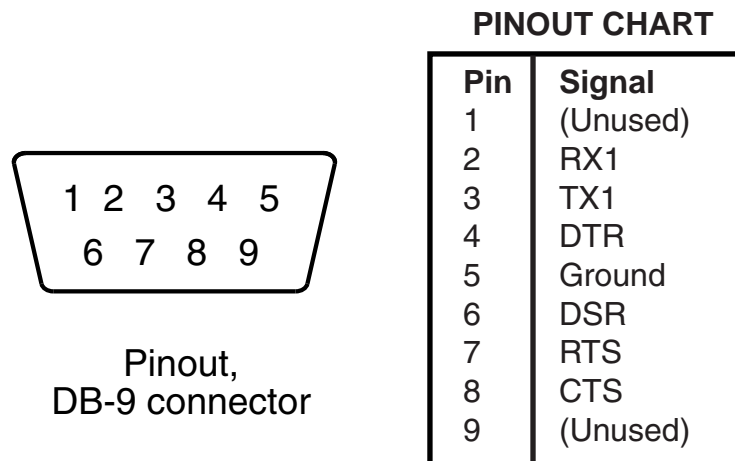 PINOUT CHART
Pin Signal
1 (Unused)
2 RX1
3 TX1
4 DTR
5 Ground
6 DSR
7 RTS
8 CTS
9 (Unused)
1 2 3 4 5
6 7 8 9
Pinout,
DB-9 connector